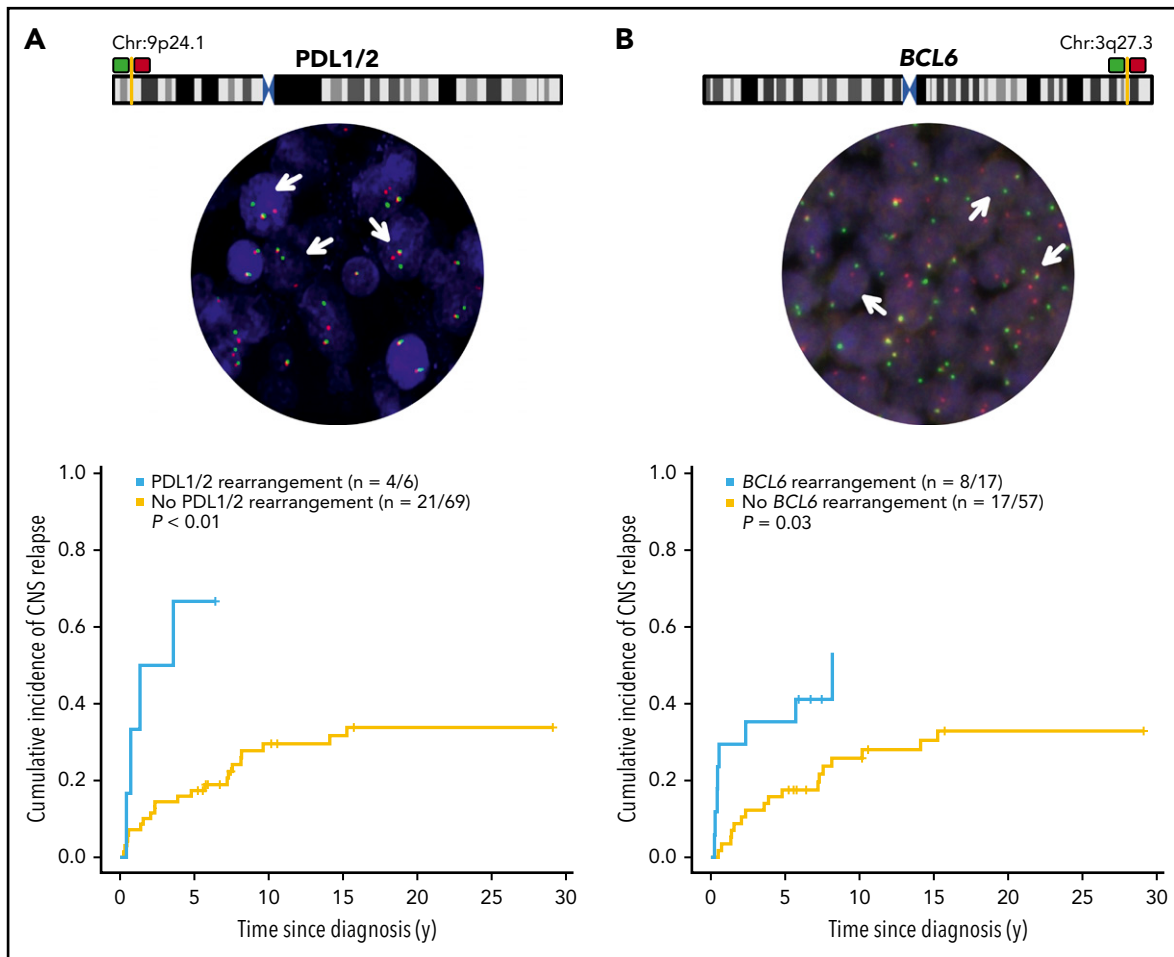 A
Chr:9p24.1
PDL1/2
PDL1/2 rearrangement (n = 4/6)
No PDL1/2 rearrangement (n = 21/69)
P < 0.01
Cumulative incidence of CNS relapse
1.0
0.8
0.6
0.4
0.2
0.0
0 5 10 15 20 25 30
Time since diagnosis (y)
B
Chr:3q27.3
BCL6
BCL6 rearrangement (n = 8/17)
No BCL6 rearrangement (n = 17/57)
P = 0.03
Cumulative incidence of CNS relapse
1.0
0.8
0.6
0.4
0.2
0.0
0 5 10 15 20 25 30
Time since diagnosis (y)